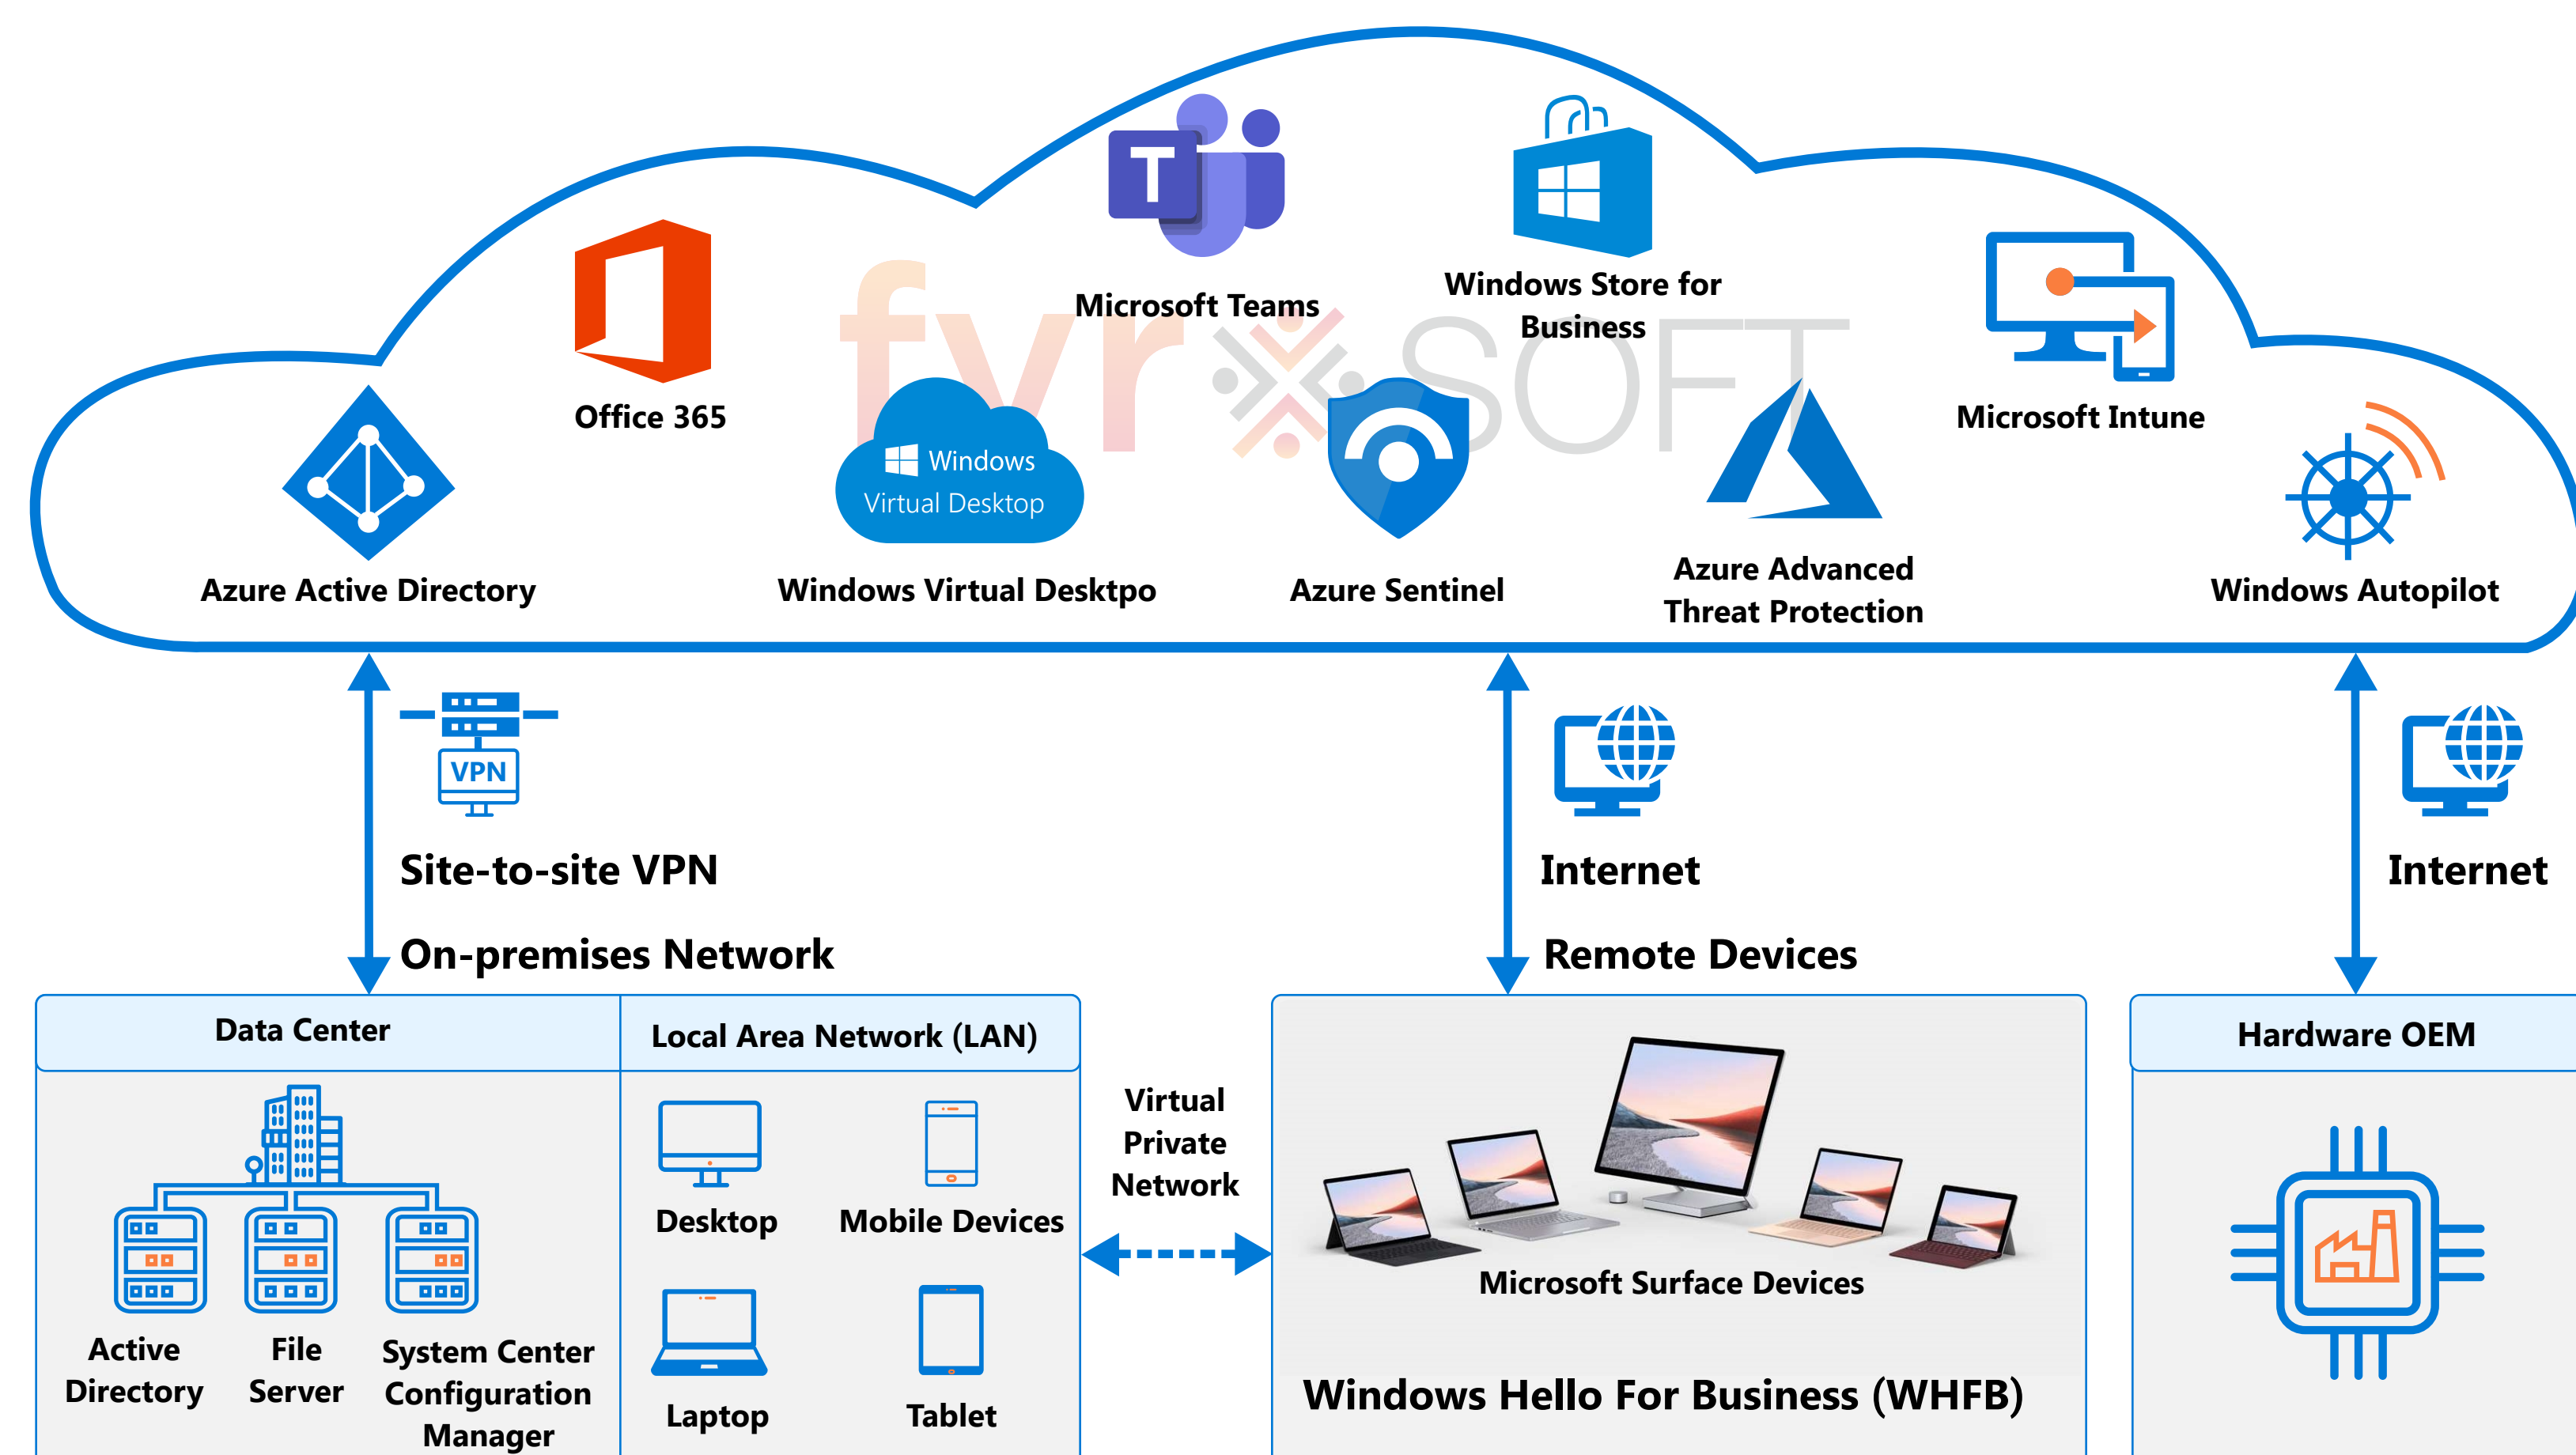 T
Microsoft Teams
Windows Store for
Business
Office 365
fyr SOFT
Microsoft Intune
Windows
Virtual Desktop
Azure Active Directory
Windows Virtual Desktpo
Azure Sentinel
Azure Advanced
Threat Protection
Windows Autopilot
VPN
Site-to-site VPN
Internet
Internet
On-premises Network
Remote Devices
Data Center
Local Area Network (LAN)
Hardware OEM
Virtual
Private
Network
Desktop
Mobile Devices
Microsoft Surface Devices
Active
Directory
File
Server
System Center
Configuration
Manager
Laptop
Tablet
Windows Hello For Business (WHFB)